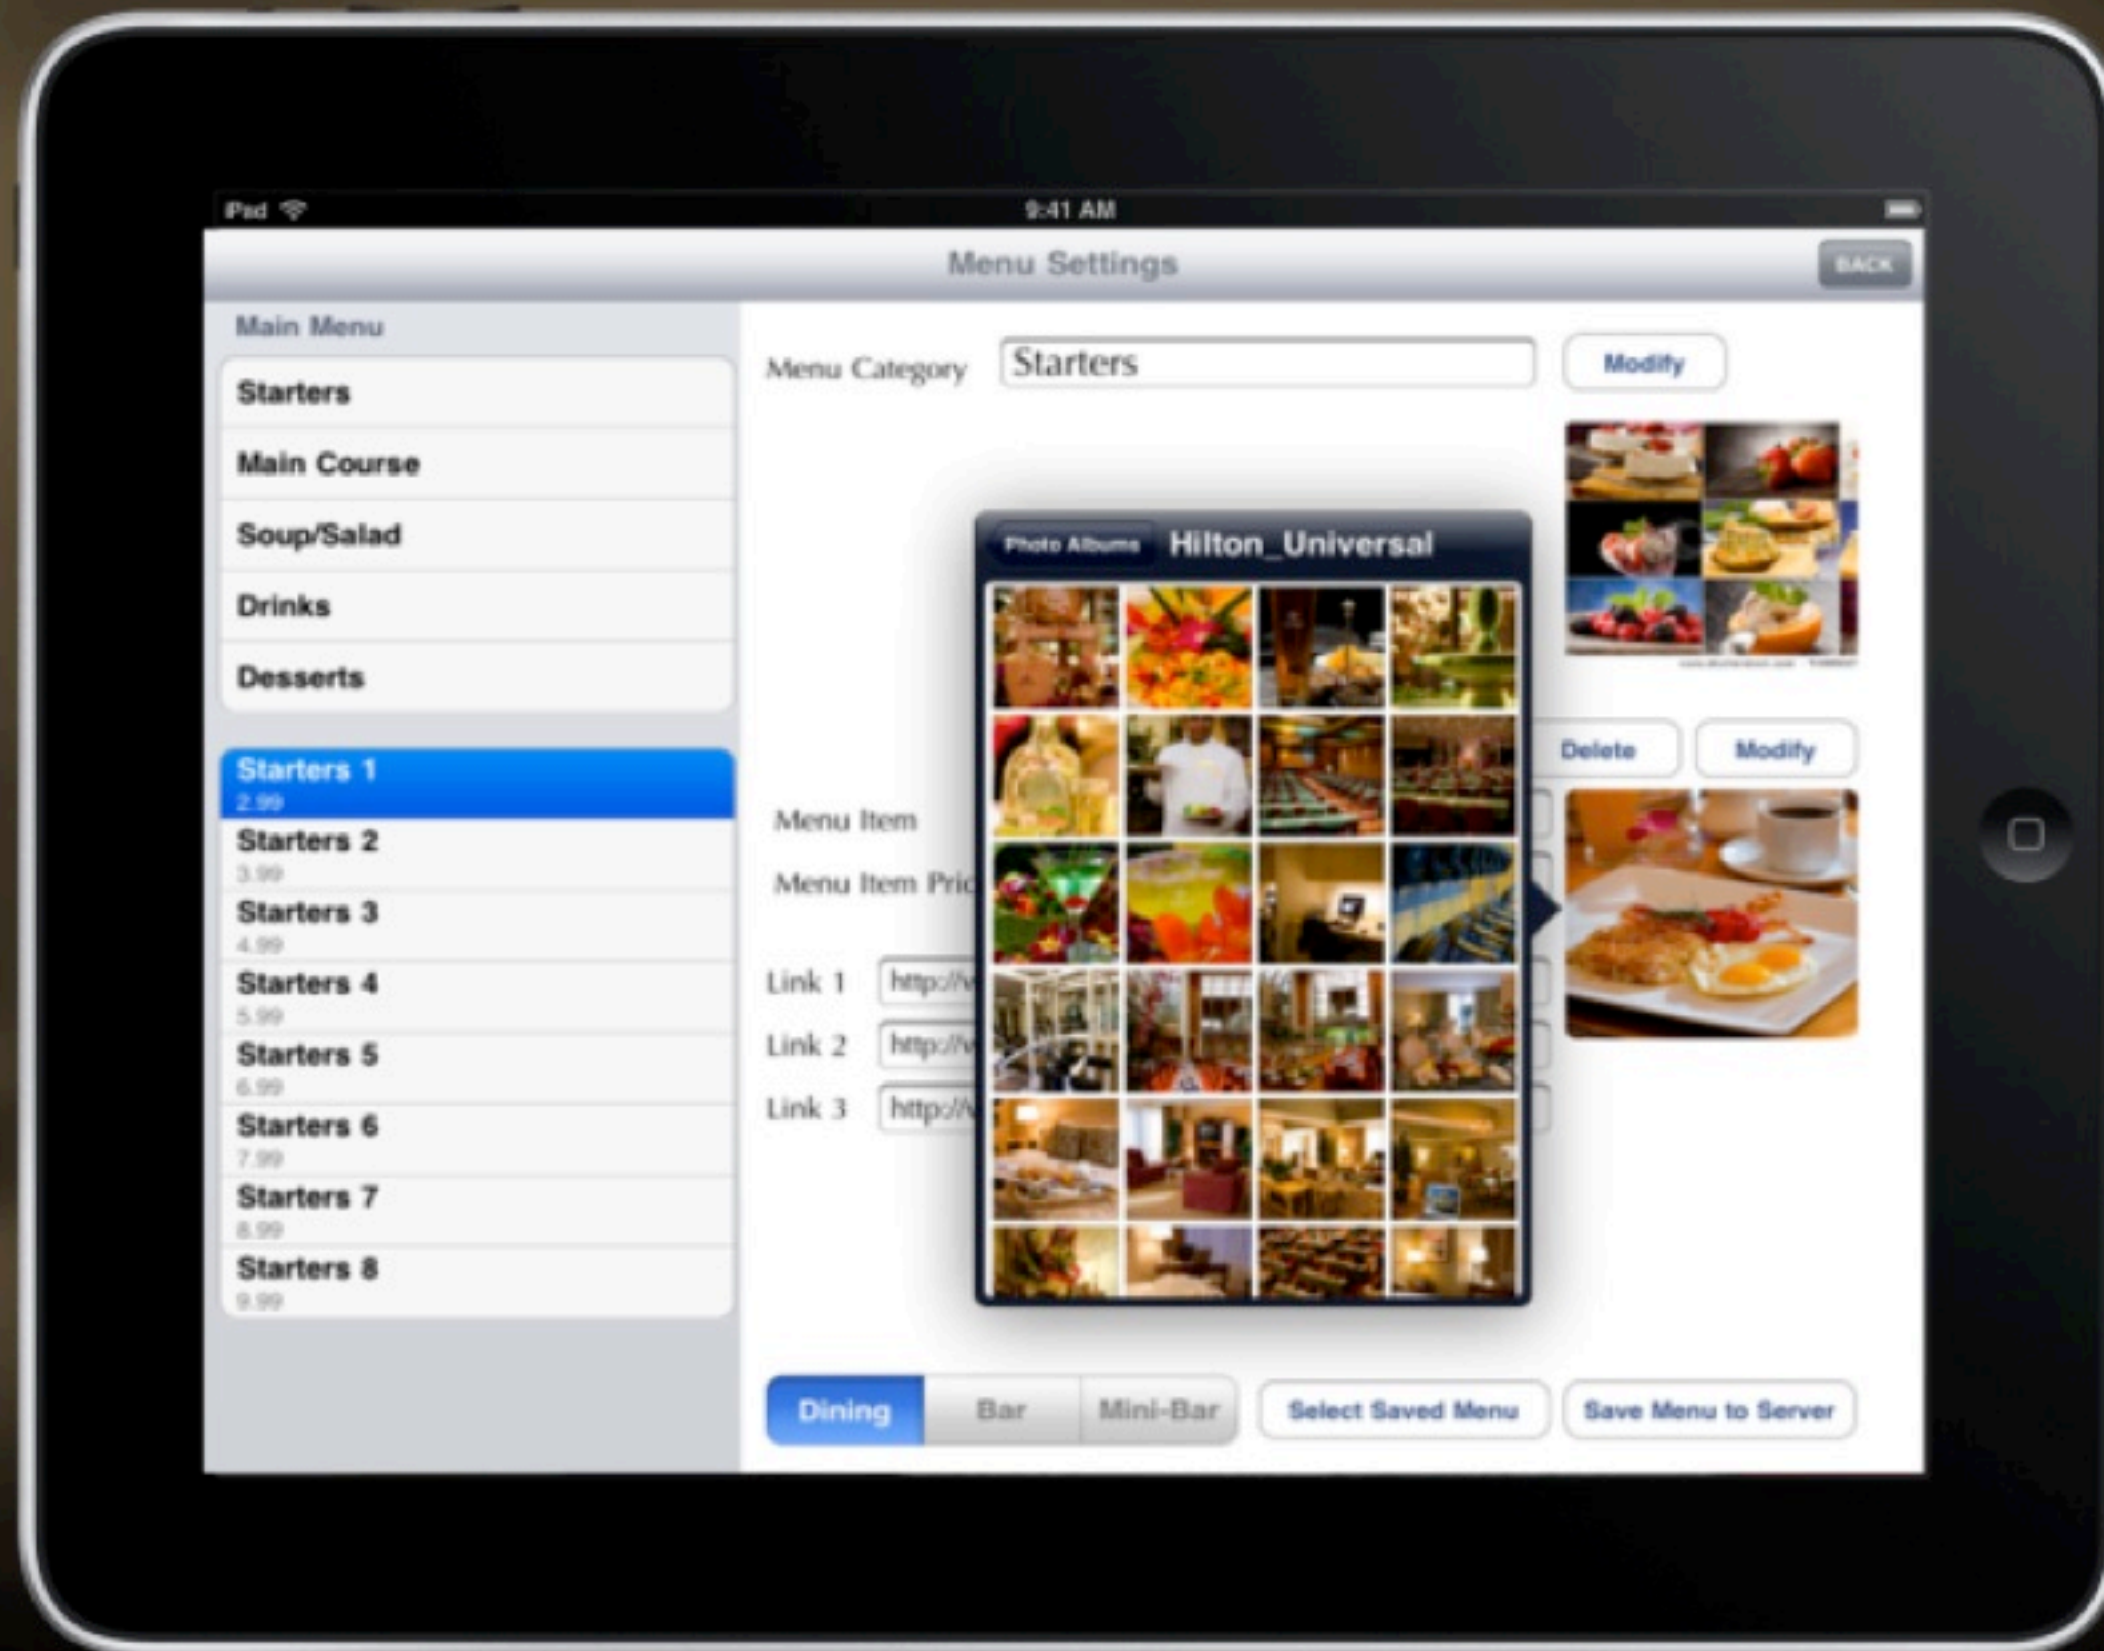 iPad
9:41 AM
Menu Settings
BACK
Main Menu
Starters
Main Course
Soup/Salad
Drinks
Desserts
Starters 1
2.99
Starters 2
3.99
Starters 3
4.99
Starters 4
5.99
Starters 5
6.99
Starters 6
7.99
Starters 7
8.99
Starters 8
9.99
Menu Category
Starters
Modify
Photo Albums
Hilton_Universal
Delete
Modify
Menu Item
Menu Item Pric
Link 1
http://w
Link 2
http://w
Link 3
http://w
Dining
Bar
Mini-Bar
Select Saved Menu
Save Menu to Server